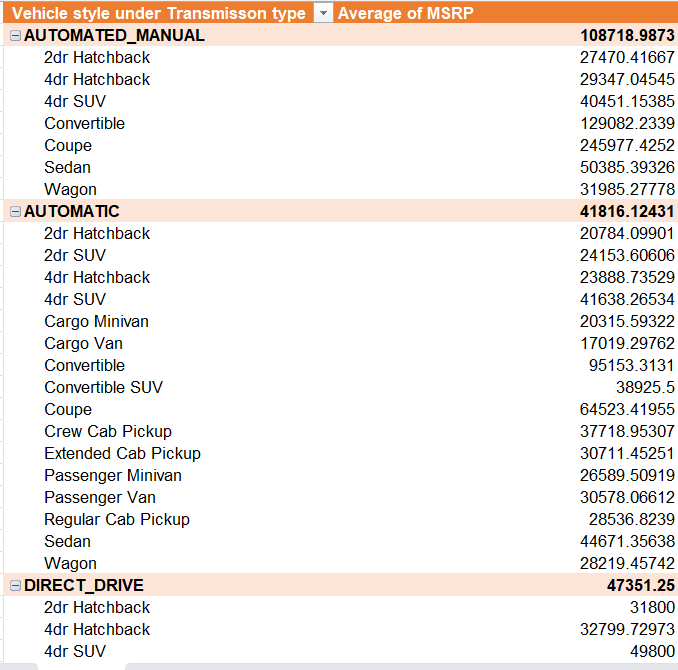 Vehicle style under Transmisson type Average of MSRP
AUTOMATED_MANUAL 108718.9873
2dr Hatchback 27470.41667
4dr Hatchback 29347.04545
4dr SUV 40451.15385
Convertible 129082.2339
Coupe 245977.4252
Sedan 50385.39326
Wagon 31985.27778
AUTOMATIC 41816.12431
2dr Hatchback 20784.09901
2dr SUV 24153.60606
4dr Hatchback 23888.73529
4dr SUV 41638.26534
Cargo Minivan 20315.59322
Cargo Van 17019.29762
Convertible 95153.3131
Convertible SUV 38925.5
Coupe 64523.41955
Crew Cab Pickup 37718.95307
Extended Cab Pickup 30711.45251
Passenger Minivan 26589.50919
Passenger Van 30578.06612
Regular Cab Pickup 28536.8239
Sedan 44671.35638
Wagon 28219.45742
DIRECT_DRIVE 47351.25
2dr Hatchback 31800
4dr Hatchback 32799.72973
4dr SUV 49800